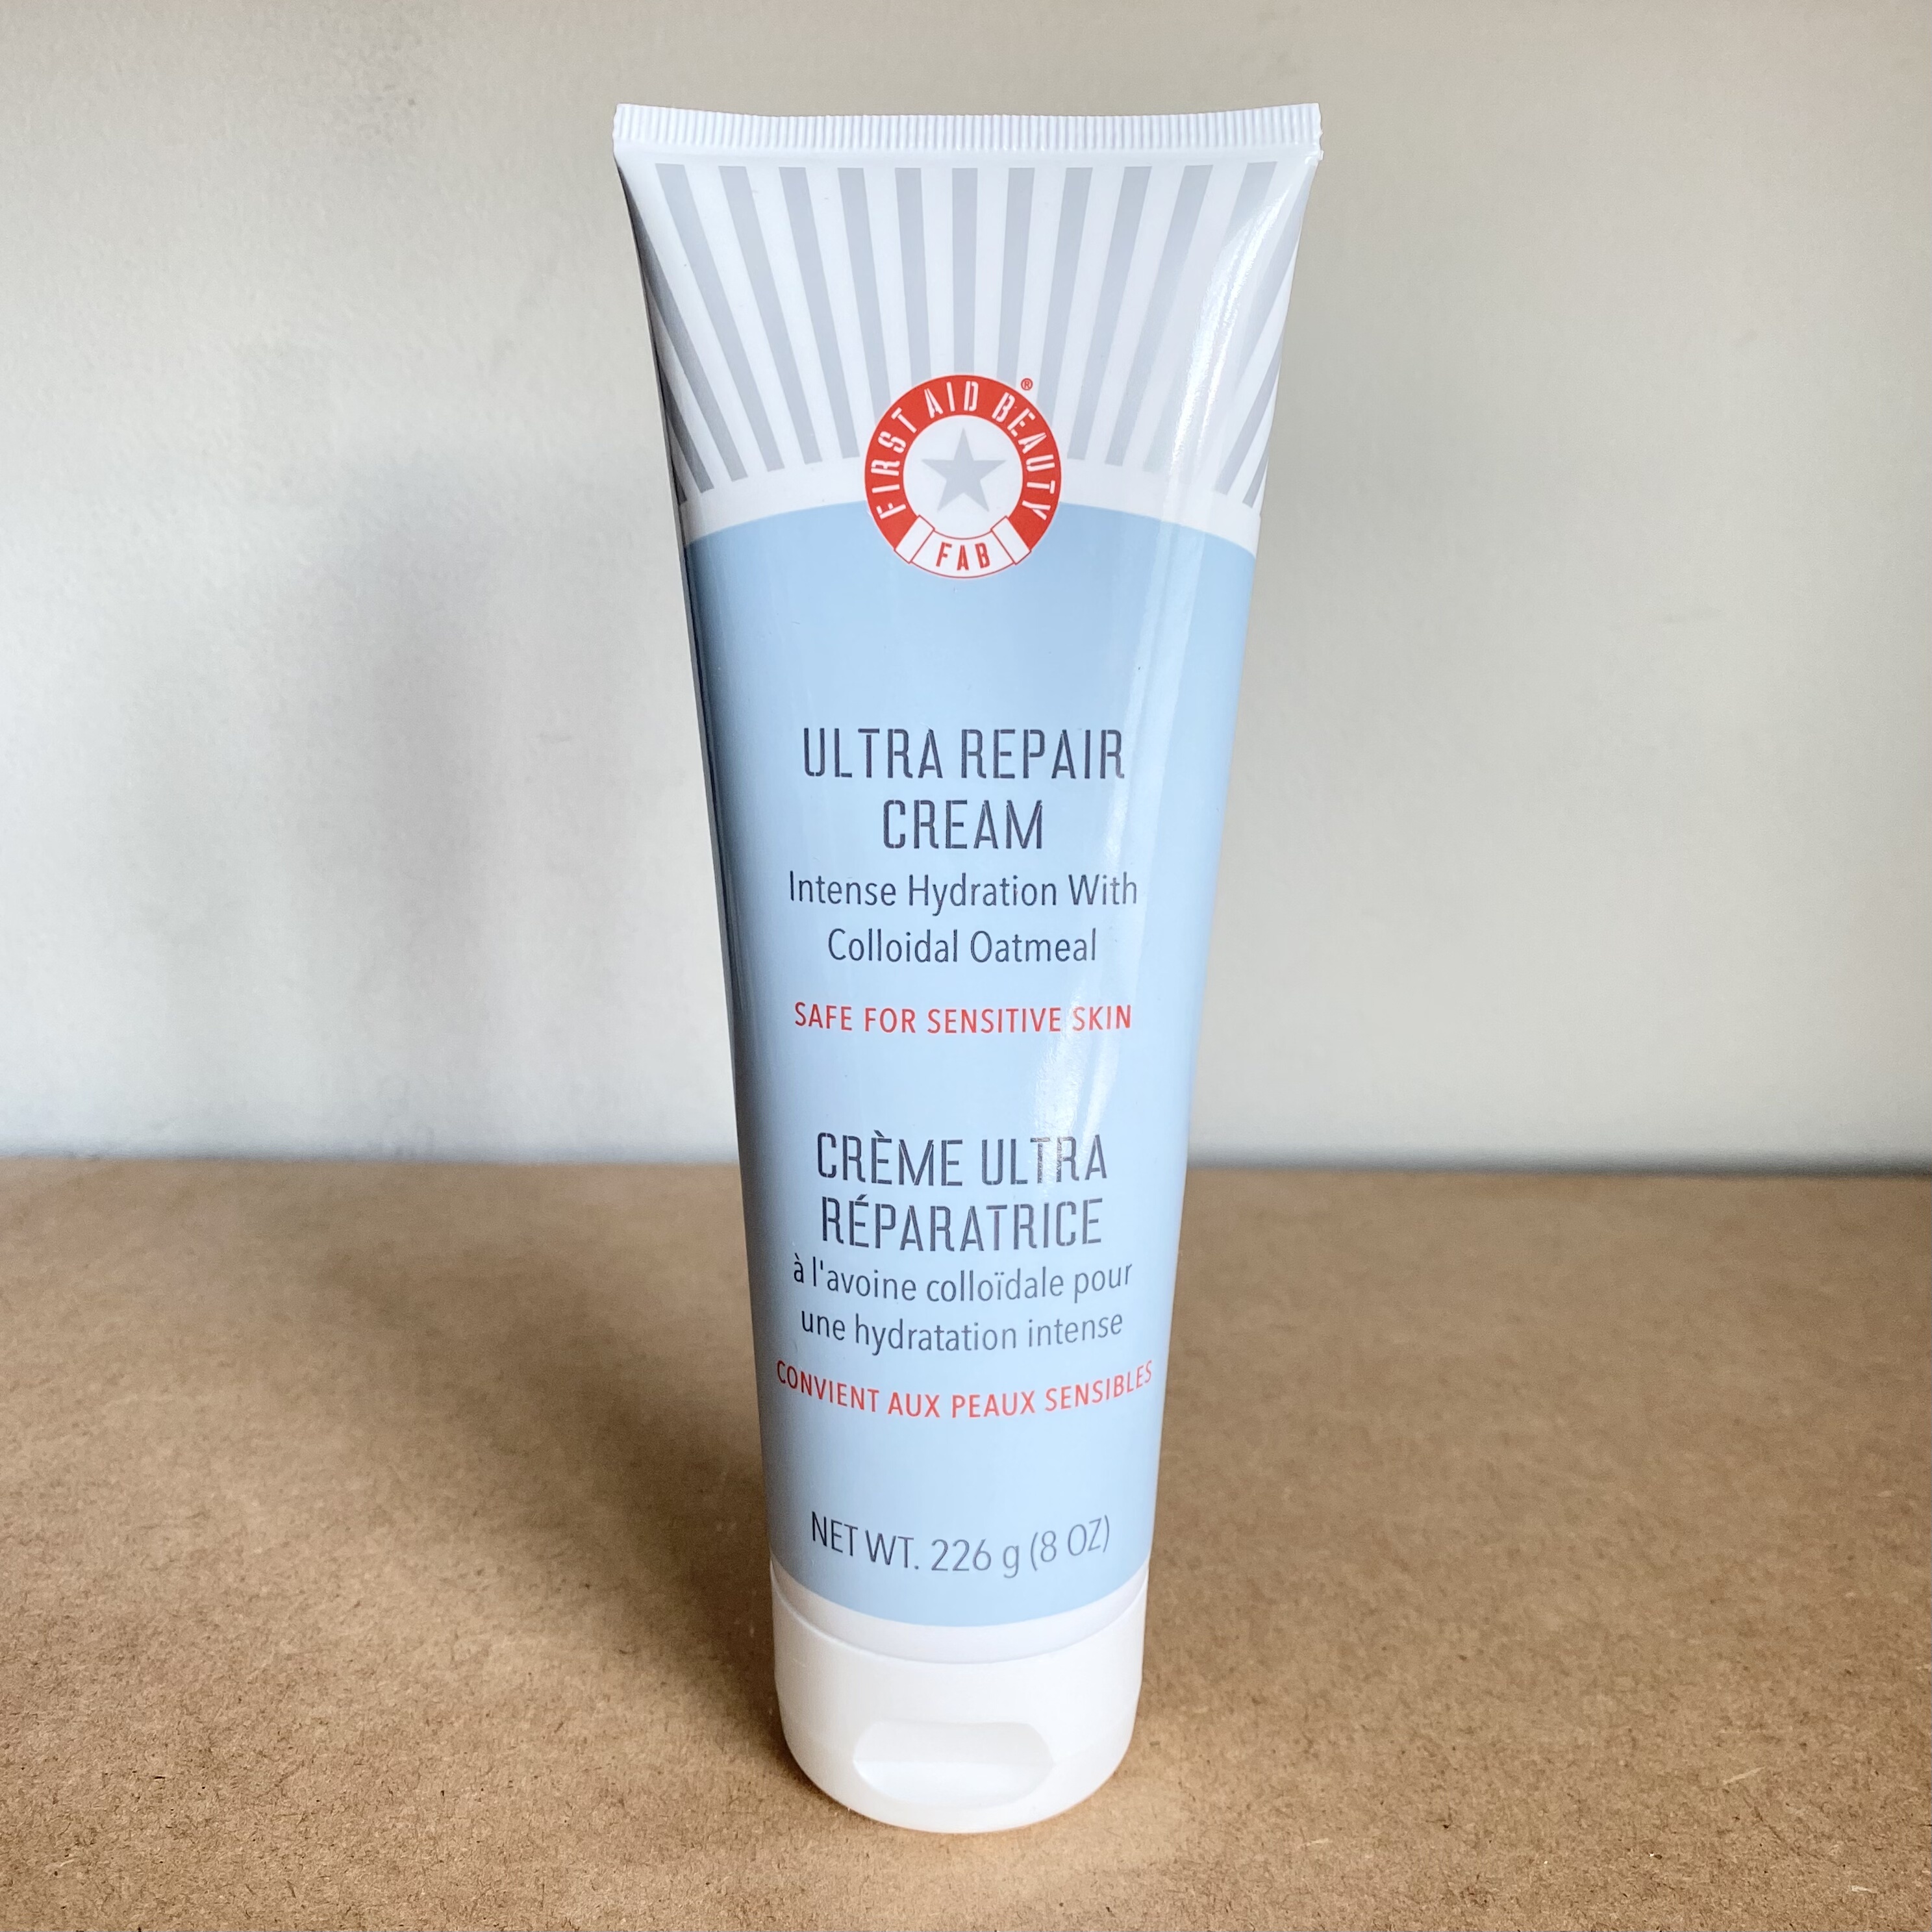 FIRST AID BEAUTY®
FAB
ULTRA REPAIR
CREAM
Intense Hydration With
Colloidal Oatmeal
SAFE FOR SENSITIVE SKIN
CRÈME ULTRA
RÉPARATRICE
à l'avoine colloïdale pour
une hydratation intense
CONVIENT AUX PEAUX SENSIBLES
NET WT. 226 g (8 OZ)